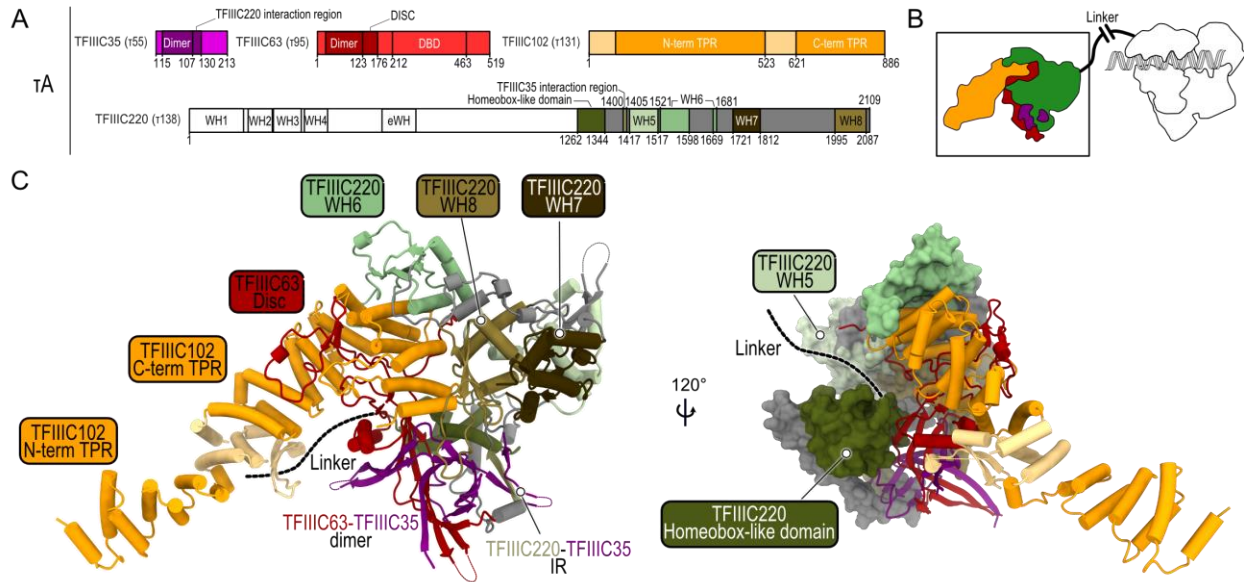 A
τA
TFIIIC35 (τ55)
TFIIIC220 interaction region
Dimer
1 15 107 130 213
TFIIIC63 (τ95)
DISC
Dimer
DBD
1 123 176 212 463 519
TFIIIC102 (τ131)
N-term TPR
C-term TPR
1 523 621 886
TFIIIC35 interaction region
Homeobox-like domain
1400 1405 1521 WH6 1681 2109
TFIIIC220 (τ138)
WH1 WH2 WH3 WH4 eWH WH5 WH7 WH8
1 1262 1344 1417 1517 1598 1669 1721 1812 1995 2087
B
Linker
C
TFIIIC220
WH6
TFIIIC220
WH8
TFIIIC220
WH7
TFIIIC63
Disc
TFIIIC102
C-term TPR
TFIIIC102
N-term TPR
Linker
TFIIIC63-TFIIIC35
dimer
TFIIIC220-TFIIIC35
IR
120°
TFIIIC220
WH5
Linker
TFIIIC220
Homeobox-like domain